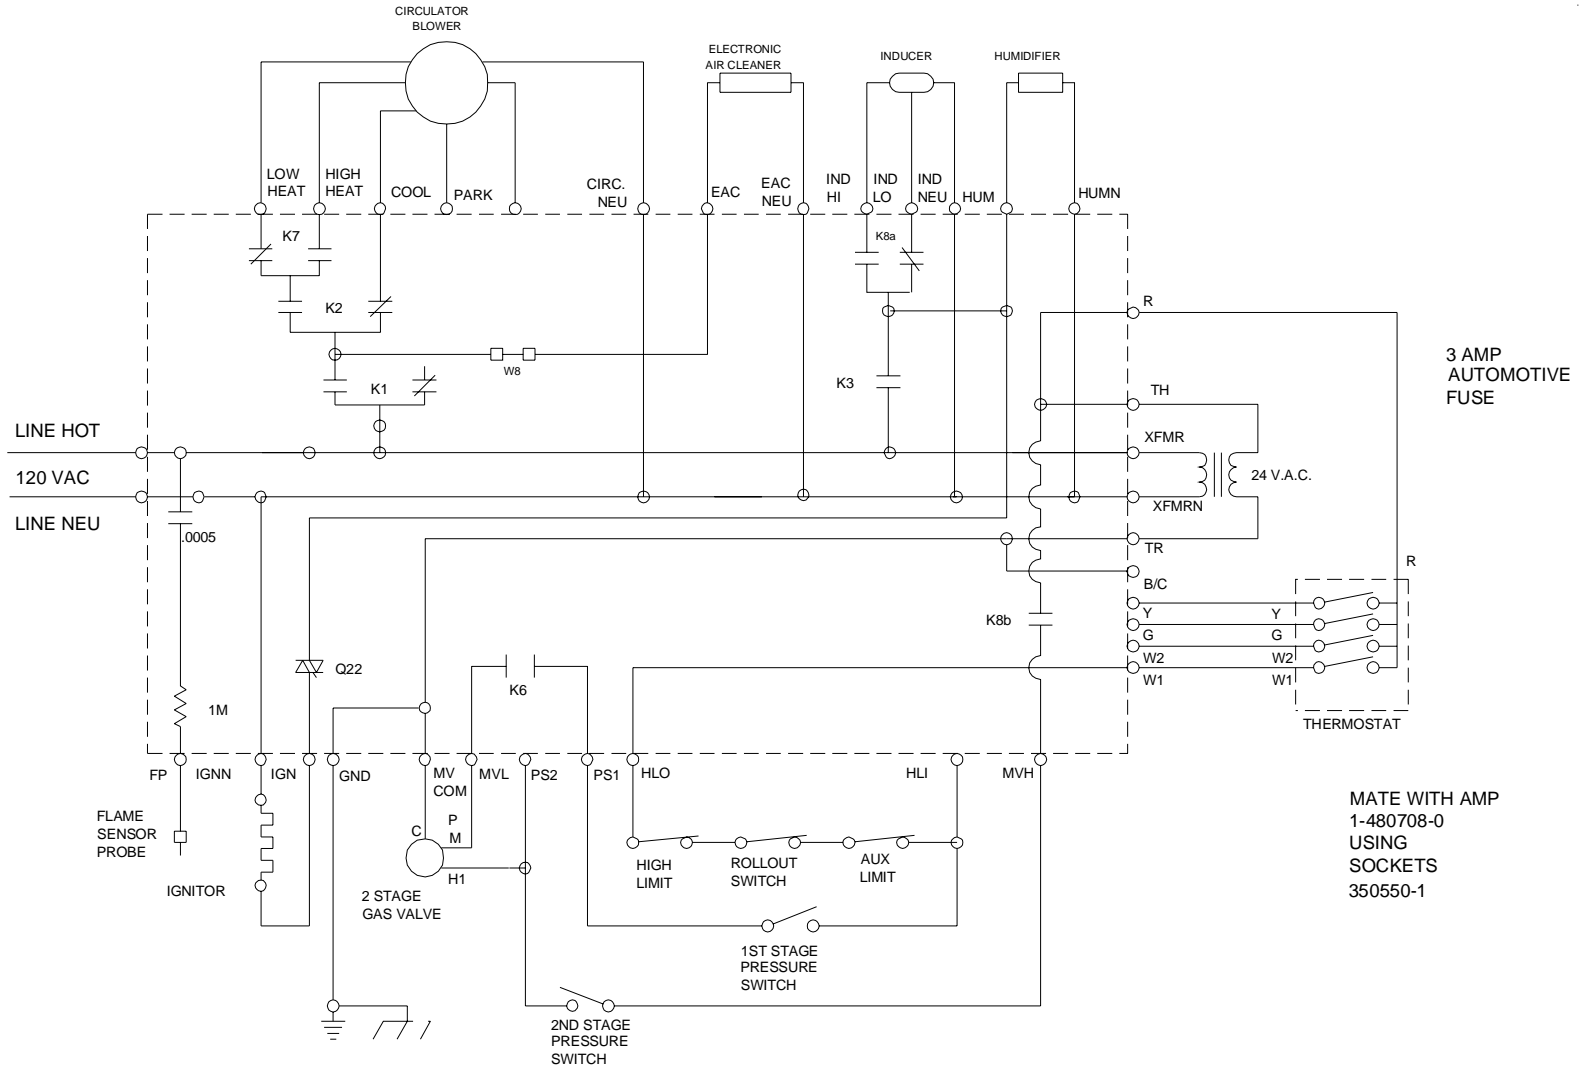 CIRCULATOR
BLOWER
ELECTRONIC
AIR CLEANER
INDUCER
HUMIDIFIER
LOW
HEAT
HIGH
HEAT
COOL
PARK
CIRC.
NEU
EAC
EAC
NEU
IND
HI
IND
LO
IND
NEU
HUM
HUMN
K7
K8a
K2
R
W8
K1
K3
3 AMP
AUTOMOTIVE
FUSE
TH
LINE HOT
XFMR
120 VAC
24 V.A.C.
XFMRN
LINE NEU
.0005
TR
R
B/C
K8b
Y
Y
G
G
W2
W2
W1
W1
Q22
K6
1M
THERMOSTAT
FP
IGNN
IGN
GND
MV
COM
MVL
PS2
PS1
HLO
HLI
MVH
FLAME
SENSOR
PROBE
P
M
C
H1
HIGH
LIMIT
ROLLOUT
SWITCH
AUX
LIMIT
IGNITOR
2 STAGE
GAS VALVE
1ST STAGE
PRESSURE
SWITCH
2ND STAGE
PRESSURE
SWITCH
MATE WITH AMP
1-480708-0
USING
SOCKETS
350550-1